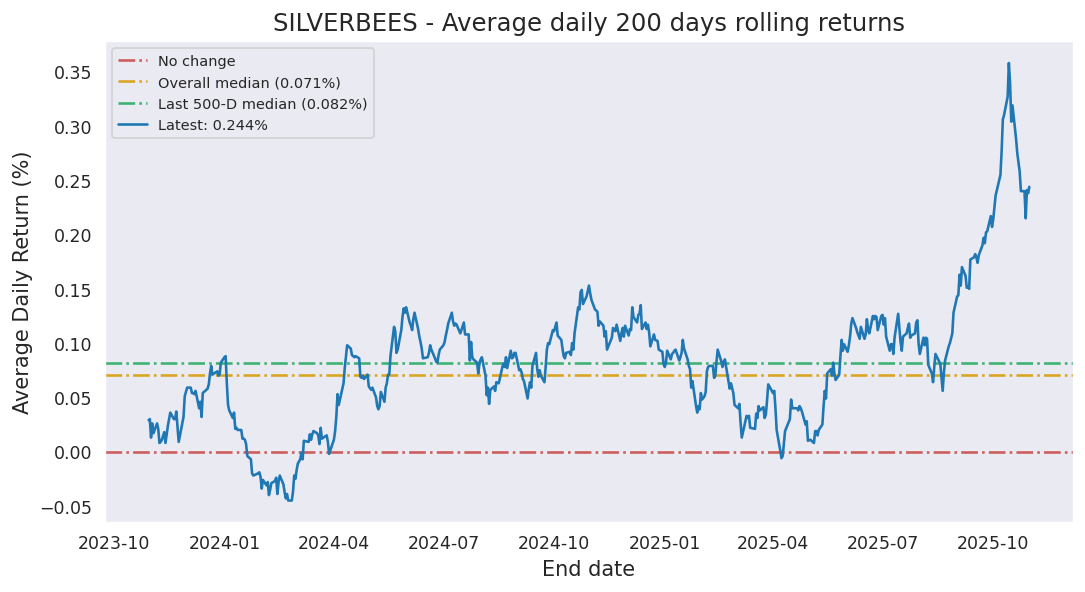 SILVERBEES - Average daily 200 days rolling returns
No change
Overall median (0.071%)
Last 500-D median (0.082%)
Latest: 0.244%
Average Daily Return (%)
0.35
0.30
0.25
0.20
0.15
0.10
0.05
0.00
−0.05
2023-10 2024-01 2024-04 2024-07 2024-10 2025-01 2025-04 2025-07 2025-10
End date